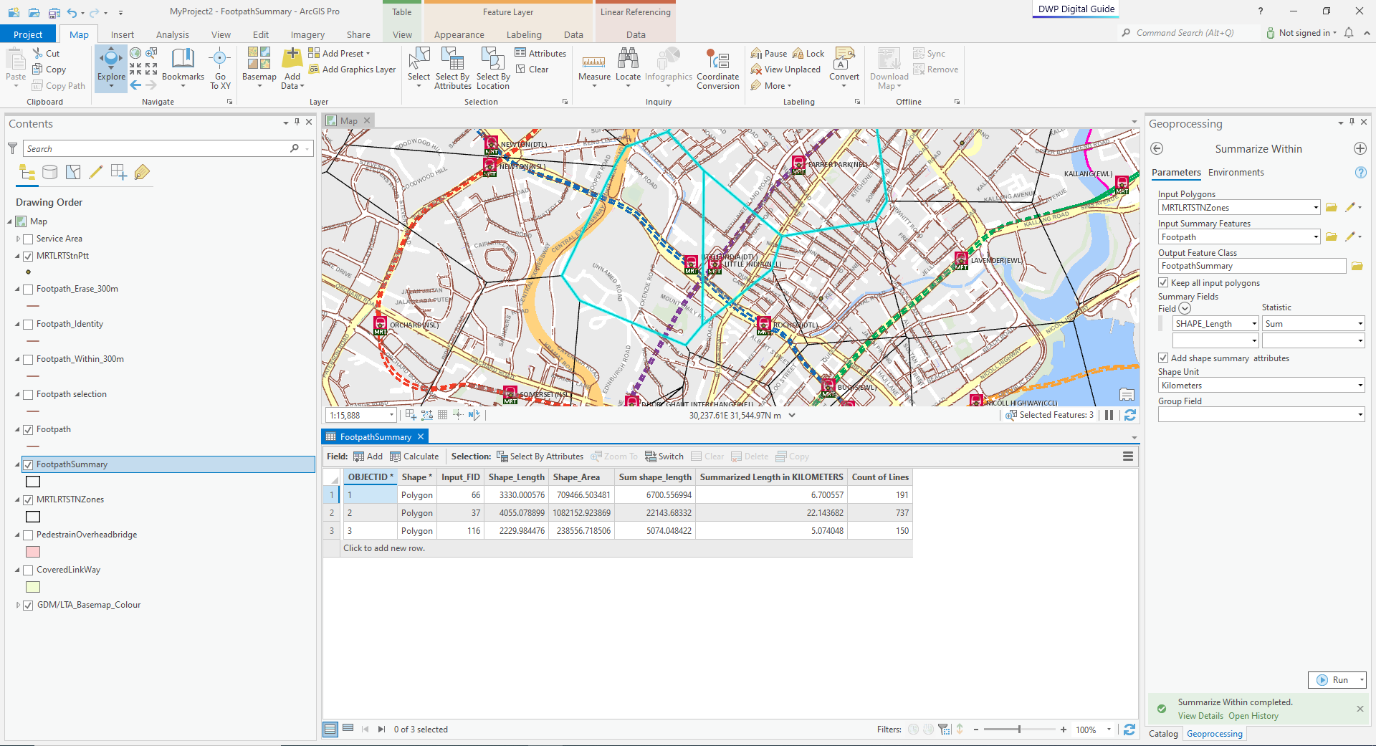 MyProject2 - FootpathSummary - ArcGIS Pro
Table
Feature Layer
Linear Referencing
DWP Digital Guide
?
Project
Map
Insert
Analysis
View
Edit
Imagery
Share
View
Appearance
Labeling
Data
Data
Command Search (Alt+Q)
Not signed in
Paste
Cut
Copy
Copy Path
Clipboard
Explore
Bookmarks
Go
To XY
Navigate
Basemap
Add
Data
Add Preset
Add Graphics Layer
Layer
Select
Select By
Attributes
Select By
Location
Attributes
Clear
Selection
Measure
Locate
Infographics
Coordinate
Conversion
Inquiry
Pause
Lock
View Unplaced
More
Convert
Labeling
Download
Map
Sync
Remove
Offline
Contents
Search
Drawing Order
Map
Service Area
MRTLRTStnPtt
Footpath_Erase_300m
Footpath_Identity
Footpath_Within_300m
Footpath selection
Footpath
FootpathSummary
MRTLRTSTNZones
PedestrainOverheadbridge
CoveredLinkWay
GDM/LTA_Basemap_Colour
Map
NEWTON(DTL)
NEWTON(NSL)
FARRER PARK(NEL)
KALLANG(EWL)
KALLANG ROAD
LAVENDER(EWL)
ORCHARD(NSL)
UNNAMED ROAD
MACKENZIE ROAD
EDINBURGH ROAD
ROCHOR(DTL)
SOMERSET(NSL)
BUGIS(EWL)
NICOLL HIGHWAY(CCL)
1:15,888
30,237.61E 31,544.97N m
Selected Features: 3
FootpathSummary
Field:
Add
Calculate
Selection:
Select By Attributes
Zoom To
Switch
Clear
Delete
Copy
OBJECTID * Shape * Input_FID Shape_Length Shape_Area Sum shape_length Summarized Length in KILOMETERS Count of Lines
1 1 Polygon 66 3330.000576 709466.503481 6700.556994 6.700557 191
2 2 Polygon 37 4055.078899 1082152.923869 22143.68332 22.143682 737
3 3 Polygon 116 2229.984476 238556.718506 5074.048422 5.074048 150
Click to add new row.
0 of 3 selected
Filters:
100%
Geoprocessing
Summarize Within
Parameters
Environments
Input Polygons
MRTLRTSTNZones
Input Summary Features
Footpath
Output Feature Class
FootpathSummary
Keep all input polygons
Summary Fields
Field
Statistic
SHAPE_Length
Sum
Add shape summary attributes
Shape Unit
Kilometers
Group Field
Run
Summarize Within completed.
View Details Open History
Catalog
Geoprocessing